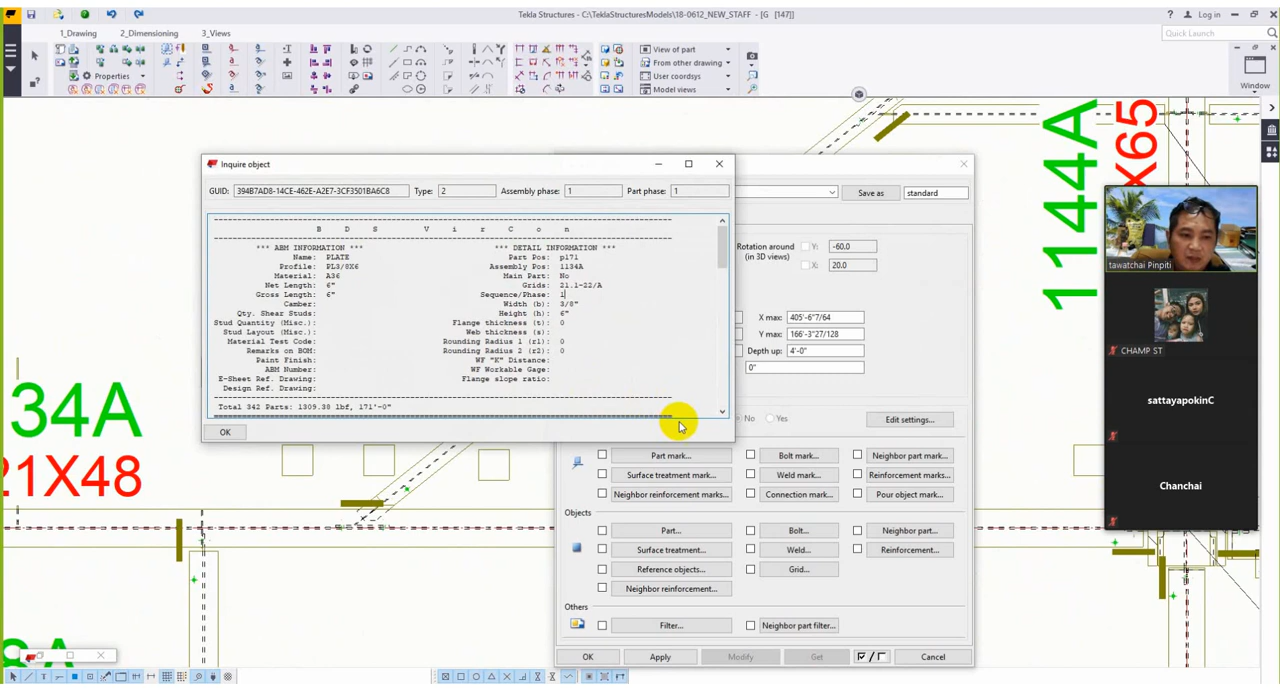 Tekla Structures - C:\TeklaStructuresModels\18-0612_NEW_STAFF - [G [147]]
Log in
1_Drawing
2_Dimensioning
3_Views
Quick Launch
Properties
View of part
From other drawing
User coordsys
Model views
Window
1144A
X65
34A
21X48
8A
Inquire object
GUID: 394B7AD8-14CE-462E-A2E7-3CF3501BA6C8 Type: 2 Assembly phase: 1 Part phase: 1
B D S V i r C o n
*** ABM INFORMATION *** *** DETAIL INFORMATION ***
Name: PLATE Part Pos: p171
Profile: PL3/8X6 Assembly Pos: 1134A
Material: A36 Main Part: No
Net Length: 6" Grids: 21.1-22/A
Gross Length: 6" Sequence/Phase: 1
Camber: Width (b): 3/8"
Qty. Shear Studs: Height (h): 6"
Stud Quantity (Misc.): Flange thickness (t): 0
Stud Layout (Misc.): Web thickness (s):
Material Test Code: Rounding Radius 1 (r1): 0
Remarks on BOM: Rounding Radius 2 (r2): 0
Paint Finish: WF "K" Distance:
ABM Number: WF Workable Gage:
E-Sheet Ref. Drawing: Flange slope ratio:
Design Ref. Drawing:
Total 342 Parts: 1309.30 lbf, 171'-0"
OK
Save as
standard
Rotation around Y: -60.0
(in 3D views) X: 20.0
X max: 405'-6"7/64
Y max: 166'-3"27/128
Depth up: 4'-0"
0"
No Yes Edit settings...
Part mark... Bolt mark... Neighbor part mark...
Surface treatment mark... Weld mark... Reinforcement marks...
Neighbor reinforcement marks... Connection mark... Pour object mark...
Objects
Part... Bolt... Neighbor part...
Surface treatment... Weld... Reinforcement...
Reference objects... Grid...
Neighbor reinforcement...
Others
Filter... Neighbor part filter...
OK Apply Modify Get Cancel
tawatchai Pinpiti
CHAMP ST
sattayapokinC
Chanchai